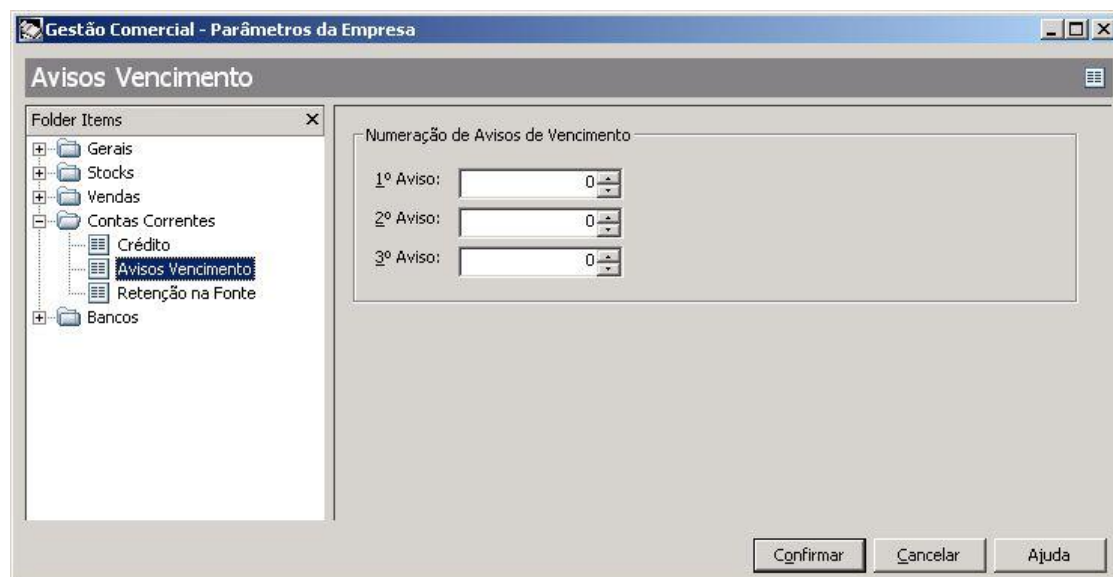 Gestão Comercial - Parâmetros da Empresa
Avisos Vencimento
Folder Items
Gerais
Stocks
Vendas
Contas Correntes
Crédito
Avisos Vencimento
Retenção na Fonte
Bancos
Numeração de Avisos de Vencimento
1º Aviso: 0
2º Aviso: 0
3º Aviso: 0
Confirmar Cancelar Ajuda